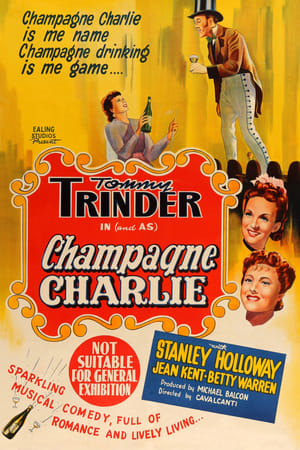 Champagne Charlie
is me name
Champagne drinking
is me game....
EALING
STUDIOS
Present
Tommy
TRINDER
IN (and AS)
Champagne
CHARLIE
NOT
SUITABLE
FOR GENERAL
EXHIBITION
with
STANLEY HOLLOWAY
JEAN KENT·BETTY WARREN
Produced by MICHAEL BALCON
Directed by CAVALCANTI
SPARKLING
MUSICAL COMEDY, FULL OF
ROMANCE AND LIVELY LIVING...